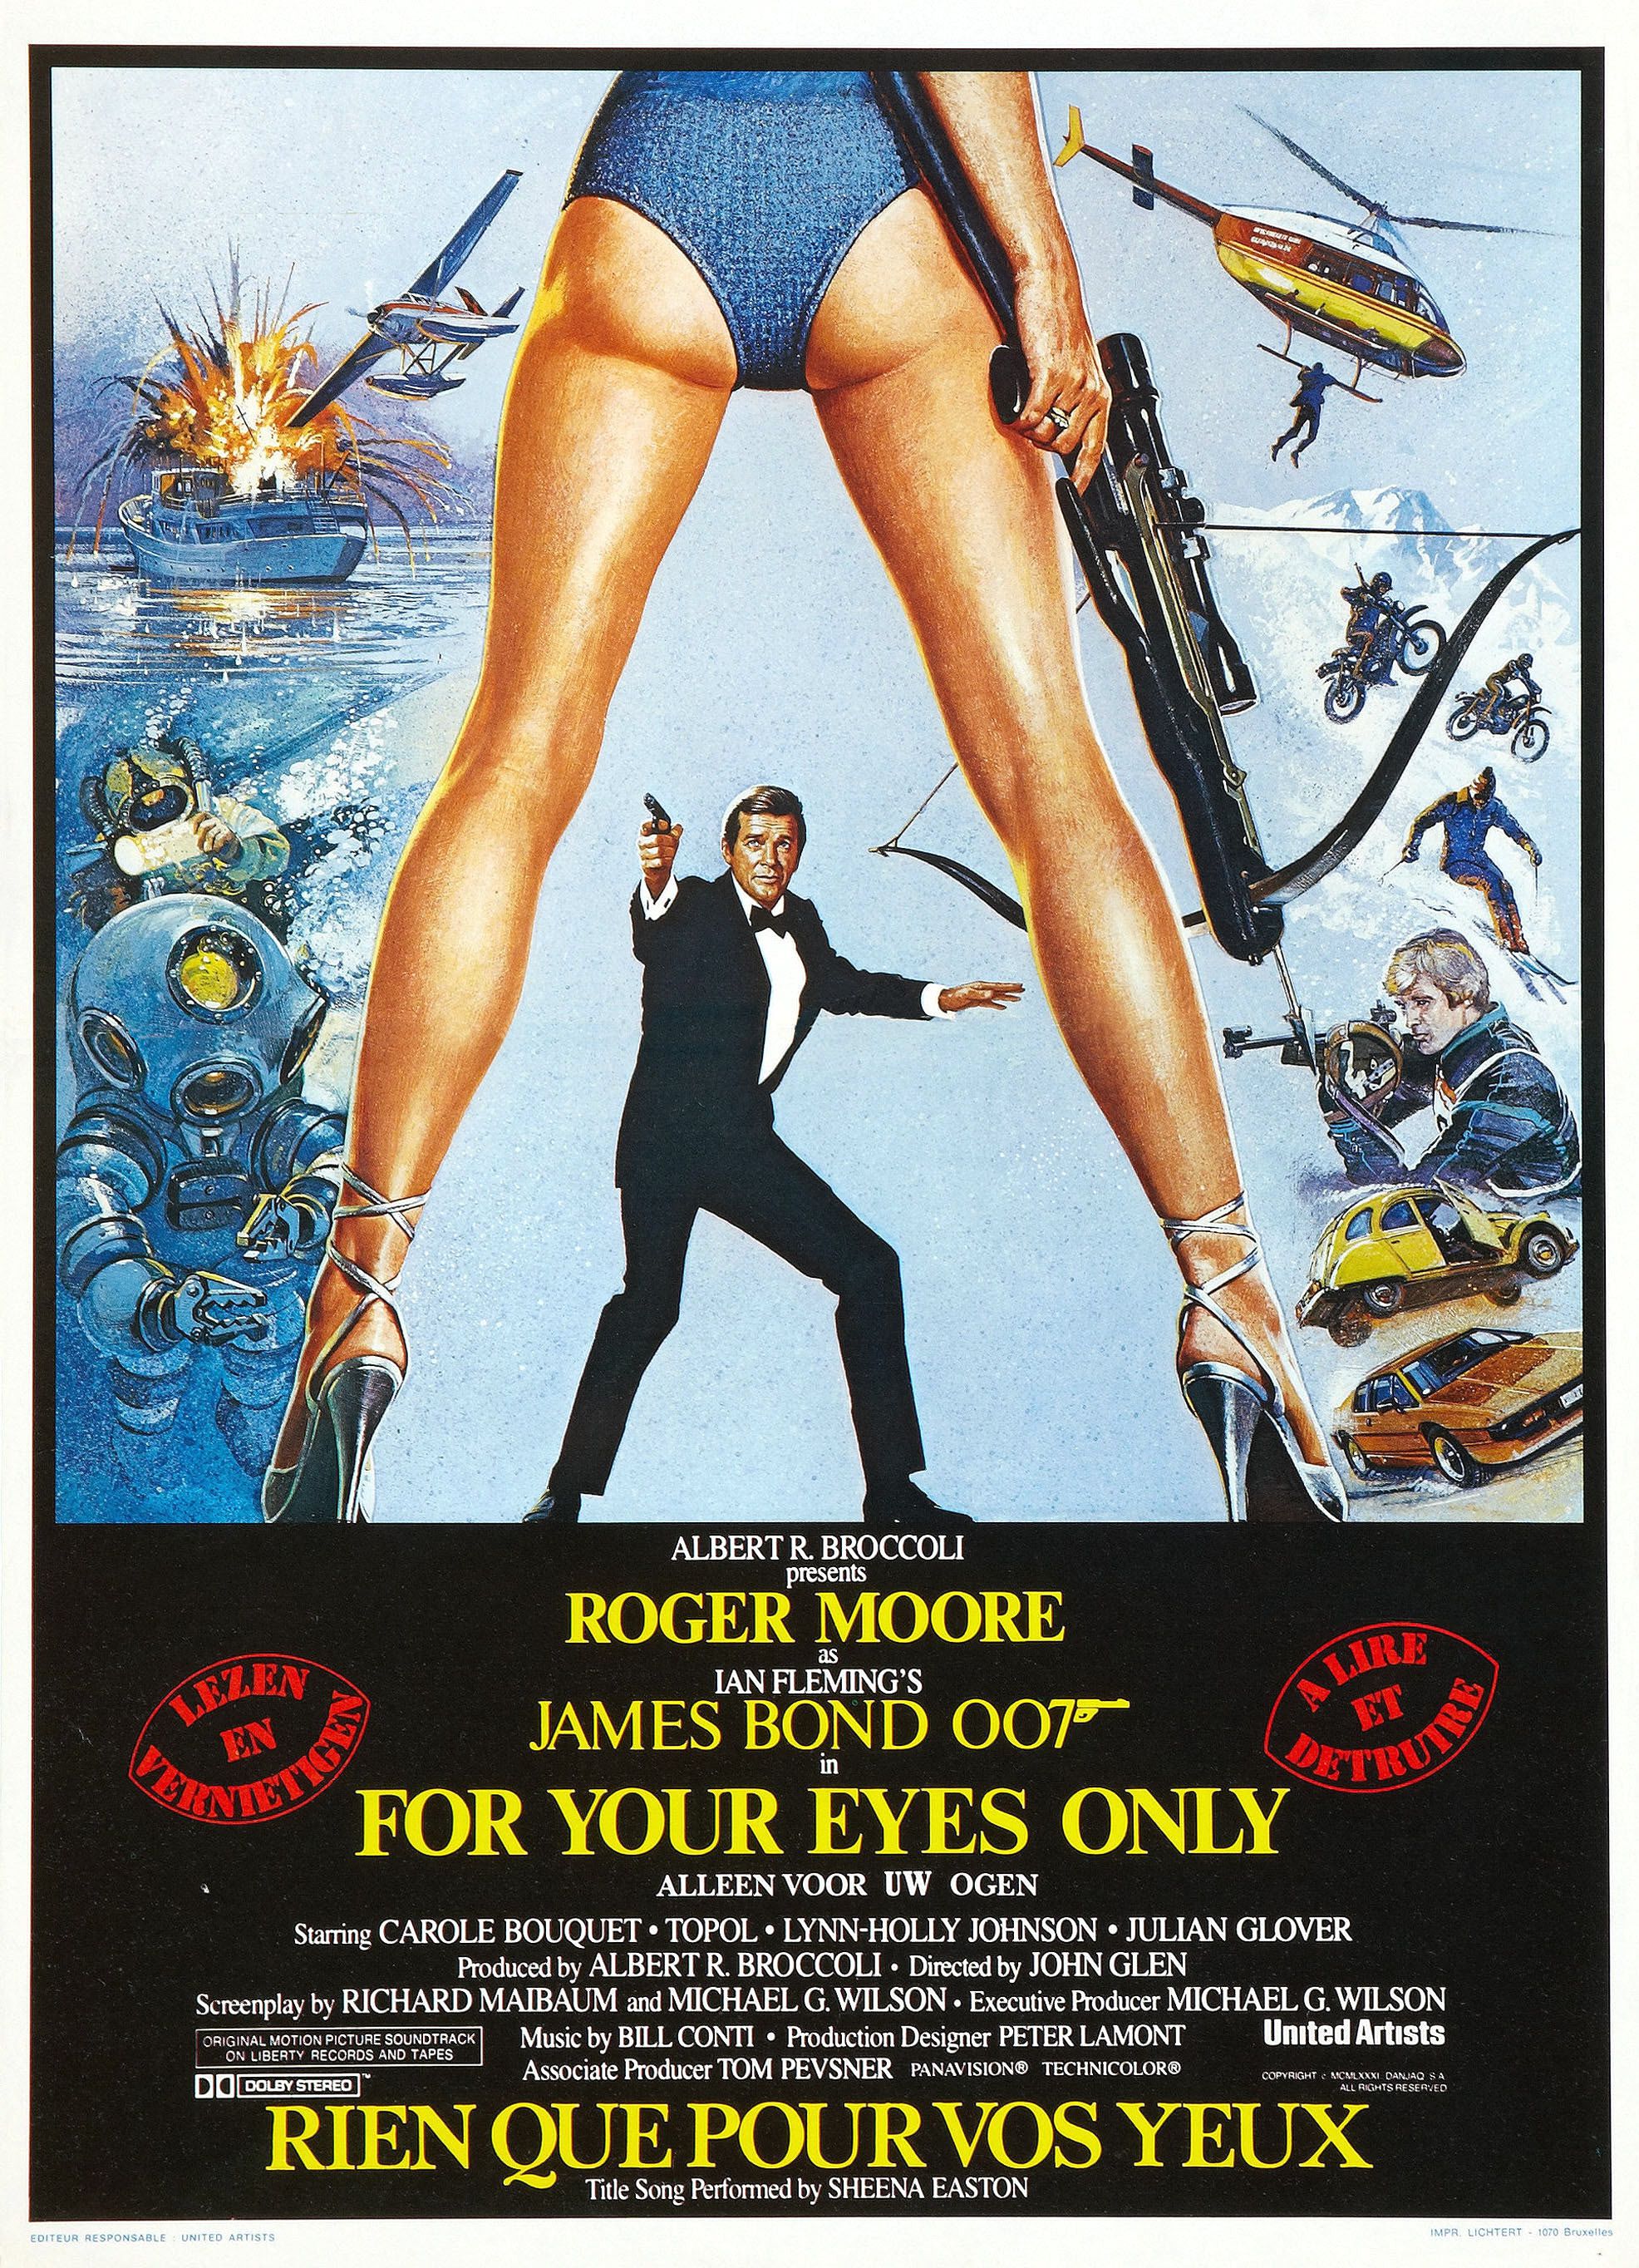 ALBERT R. BROCCOLI
presents
ROGER MOORE
as
IAN FLEMING'S
JAMES BOND 007
in
FOR YOUR EYES ONLY
LEZEN
EN
VERNIETIGEN
A LIRE
ET
DETRUIRE
ALLEEN VOOR UW OGEN
Starring CAROLE BOUQUET • TOPOL • LYNN-HOLLY JOHNSON • JULIAN GLOVER
Produced by ALBERT R. BROCCOLI • Directed by JOHN GLEN
Screenplay by RICHARD MAIBAUM and MICHAEL G. WILSON • Executive Producer MICHAEL G. WILSON
ORIGINAL MOTION PICTURE SOUNDTRACK
ON LIBERTY RECORDS AND TAPES
Music by BILL CONTI • Production Designer PETER LAMONT
United Artists
Associate Producer TOM PEVSNER PANAVISION® TECHNICOLOR®
DOLBY STEREO™
COPYRIGHT © MCMLXXXI DANJAQ S A
ALL RIGHTS RESERVED
RIEN QUE POUR VOS YEUX
Title Song Performed by SHEENA EASTON
EDITEUR RESPONSABLE : UNITED ARTISTS
IMPR. LICHTERT - 1070 Bruxelles